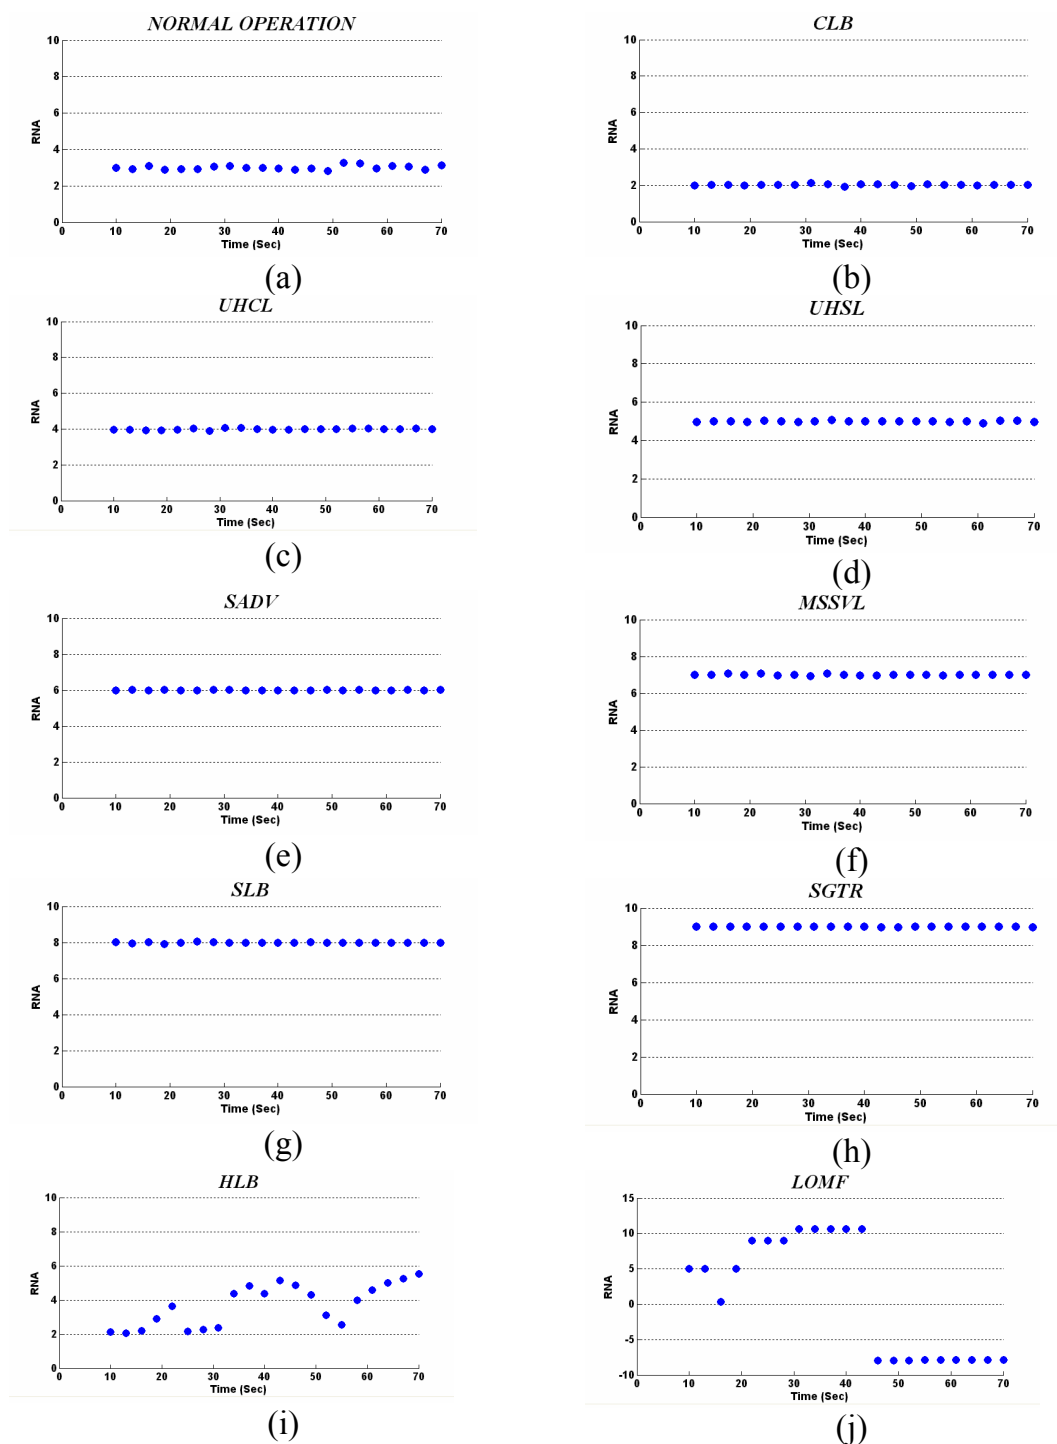 NORMAL OPERATION
10
8
6
4
2
0
RNA
0 10 20 30 40 50 60 70
Time (Sec)
(a)
CLB
10
8
6
4
2
0
RNA
0 10 20 30 40 50 60 70
Time (Sec)
(b)
UHCL
10
8
6
4
2
0
RNA
0 10 20 30 40 50 60 70
Time (Sec)
(c)
UHSL
10
8
6
4
2
0
RNA
0 10 20 30 40 50 60 70
Time (Sec)
(d)
SADV
10
8
6
4
2
0
RNA
0 10 20 30 40 50 60 70
Time (Sec)
(e)
MSSVL
10
8
6
4
2
0
RNA
0 10 20 30 40 50 60 70
Time (Sec)
(f)
SLB
10
8
6
4
2
0
RNA
0 10 20 30 40 50 60 70
Time (Sec)
(g)
SGTR
10
8
6
4
2
0
RNA
0 10 20 30 40 50 60 70
Time (Sec)
(h)
HLB
10
8
6
4
2
0
RNA
0 10 20 30 40 50 60 70
Time (Sec)
(i)
LOMF
15
10
5
0
-5
-10
RNA
0 10 20 30 40 50 60 70
Time (Sec)
(j)